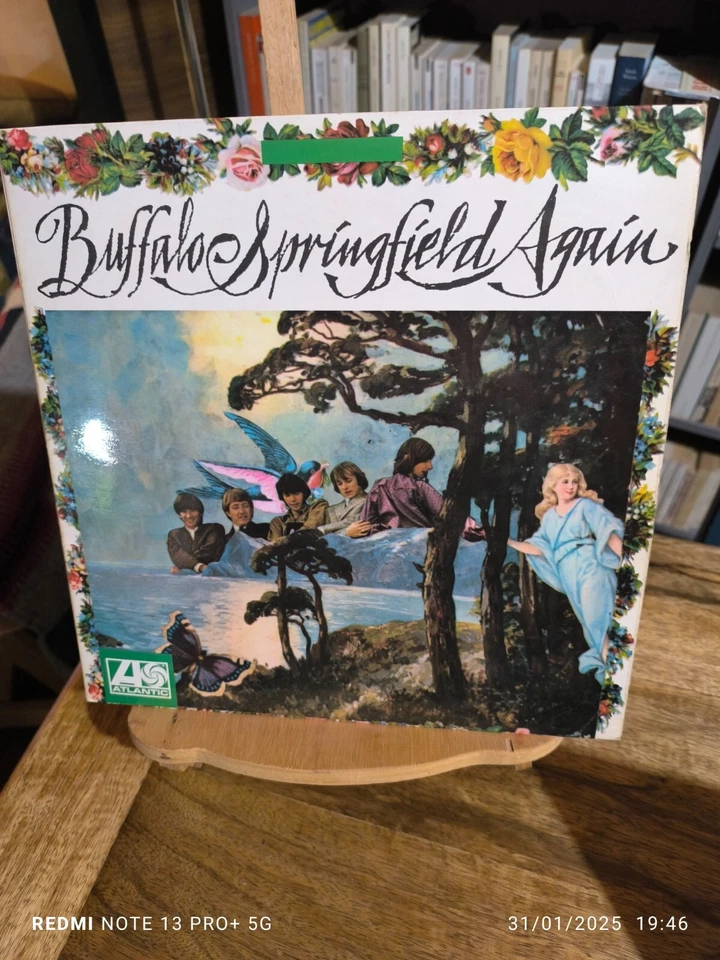 Buffalo Springfield Again
ATLANTIC
REDMI NOTE 13 PRO+ 5G
31/01/2025 19:46